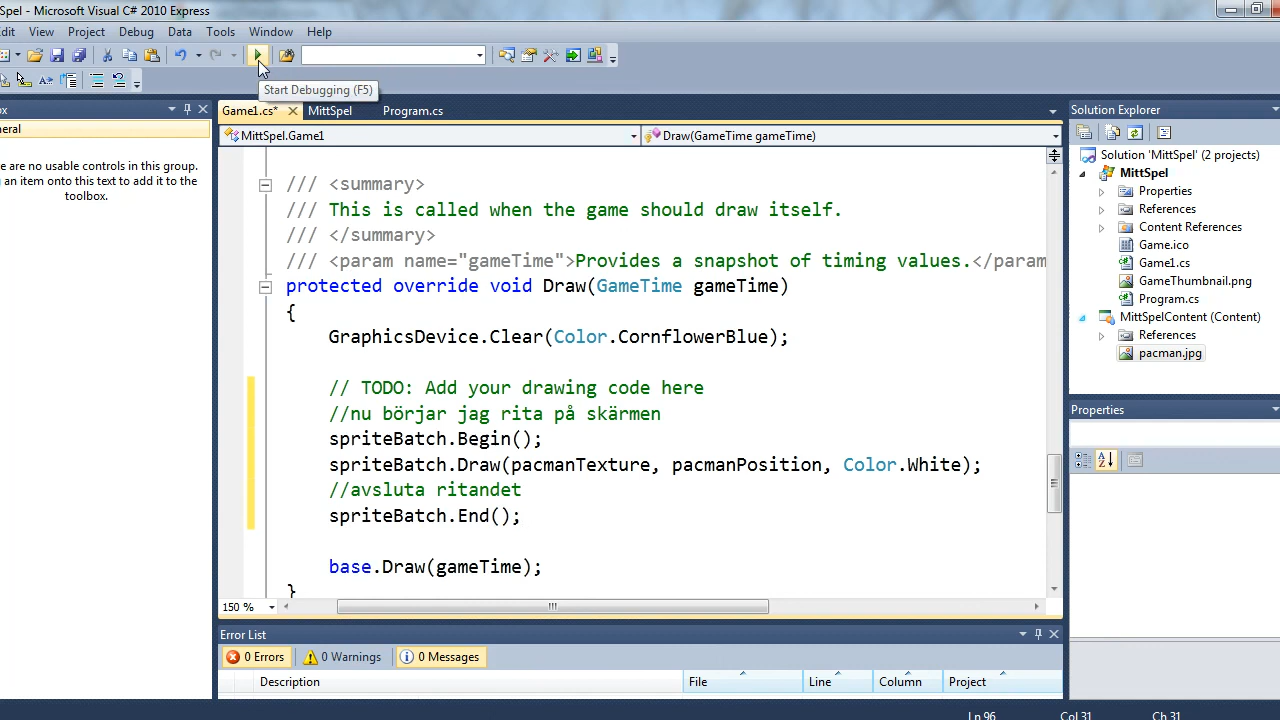 Spel - Microsoft Visual C# 2010 Express
dit View Project Debug Data Tools Window Help
Start Debugging (F5)
ox
Game1.cs* MittSpel Program.cs
Solution Explorer
neral
MittSpel.Game1 Draw(GameTime gameTime)
e are no usable controls in this group.
an item onto this text to add it to the
toolbox.
/// <summary>
/// This is called when the game should draw itself.
/// </summary>
/// <param name="gameTime">Provides a snapshot of timing values.</param
protected override void Draw(GameTime gameTime)
{
GraphicsDevice.Clear(Color.CornflowerBlue);
// TODO: Add your drawing code here
//nu börjar jag rita på skärmen
spriteBatch.Begin();
spriteBatch.Draw(pacmanTexture, pacmanPosition, Color.White);
//avsluta ritandet
spriteBatch.End();
base.Draw(gameTime);
}
150 %
Solution 'MittSpel' (2 projects)
MittSpel
Properties
References
Content References
Game.ico
Game1.cs
GameThumbnail.png
Program.cs
MittSpelContent (Content)
References
pacman.jpg
Properties
Error List
0 Errors 0 Warnings 0 Messages
Description File Line Column Project
Ln 96 Col 31 Ch 31